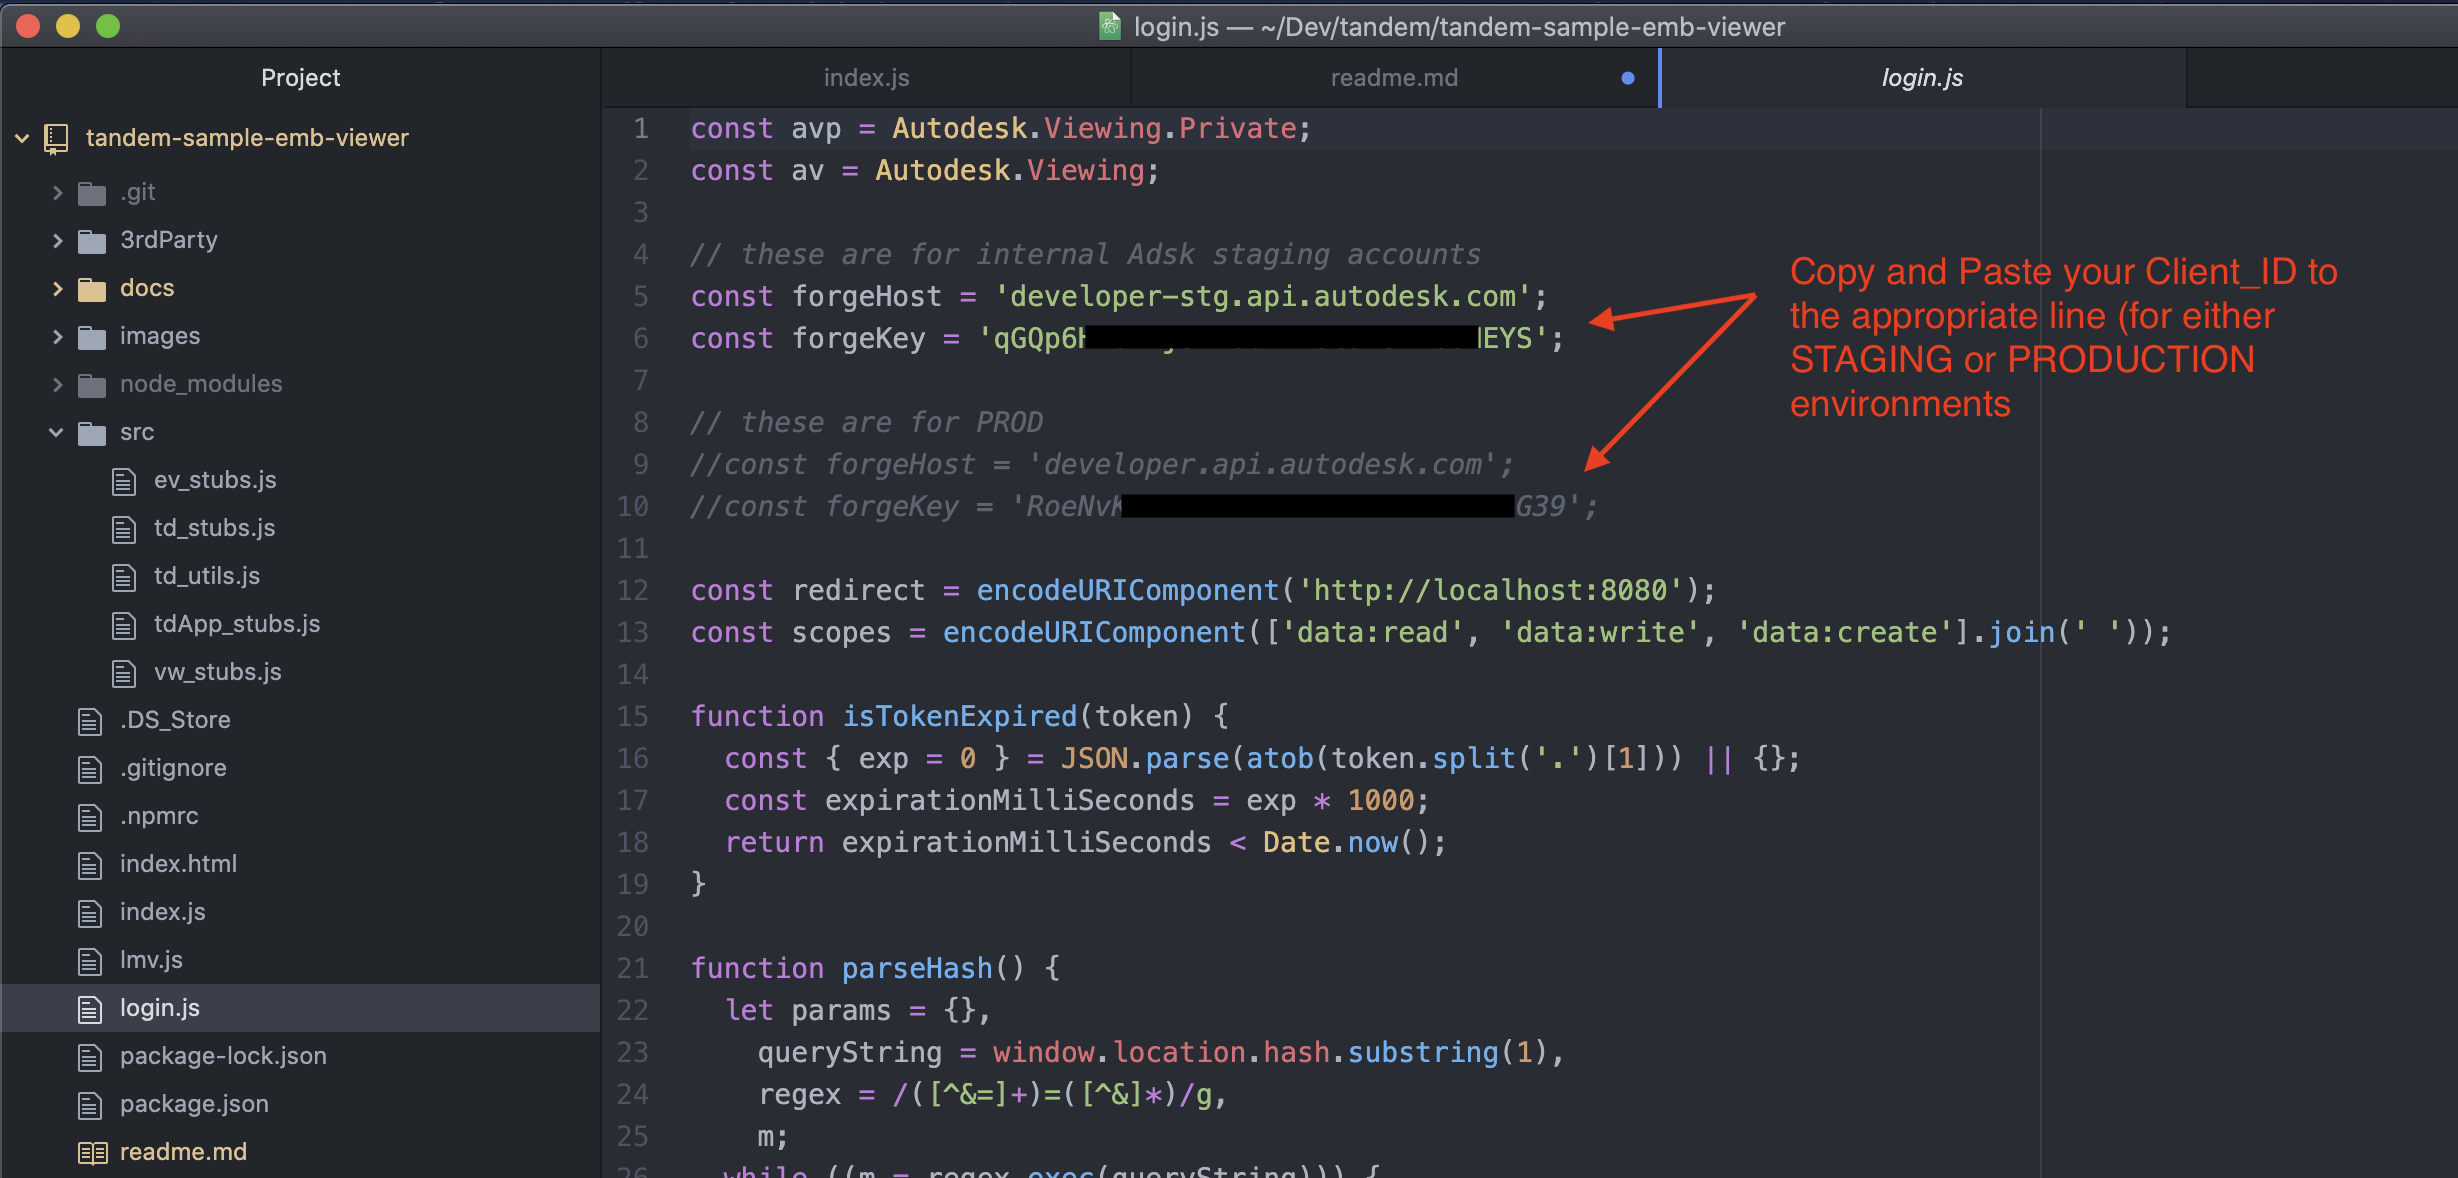 login.js — ~/Dev/tandem/tandem-sample-emb-viewer
Project
tandem-sample-emb-viewer
.git
3rdParty
docs
images
node_modules
src
ev_stubs.js
td_stubs.js
td_utils.js
tdApp_stubs.js
vw_stubs.js
.DS_Store
.gitignore
.npmrc
index.html
index.js
lmv.js
login.js
package-lock.json
package.json
readme.md
index.js
readme.md
login.js
1 const avp = Autodesk.Viewing.Private;
2 const av = Autodesk.Viewing;
3
4 // these are for internal Adsk staging accounts
5 const forgeHost = 'developer-stg.api.autodesk.com';
6 const forgeKey = 'qGQp6H EYS';
7
8 // these are for PROD
9 //const forgeHost = 'developer.api.autodesk.com';
10 //const forgeKey = 'RoeNvK G39';
11
12 const redirect = encodeURIComponent('http://localhost:8080');
13 const scopes = encodeURIComponent(['data:read', 'data:write', 'data:create'].join(' '));
14
15 function isTokenExpired(token) {
16 const { exp = 0 } = JSON.parse(atob(token.split('.')[1])) || {};
17 const expirationMilliSeconds = exp * 1000;
18 return expirationMilliSeconds < Date.now();
19 }
20
21 function parseHash() {
22 let params = {},
23 queryString = window.location.hash.substring(1),
24 regex = /([^&=]+)=([^&]*)/g,
25 m;
26 while ((m = regex.exec(queryString))) {
Copy and Paste your Client_ID to
the appropriate line (for either
STAGING or PRODUCTION
environments